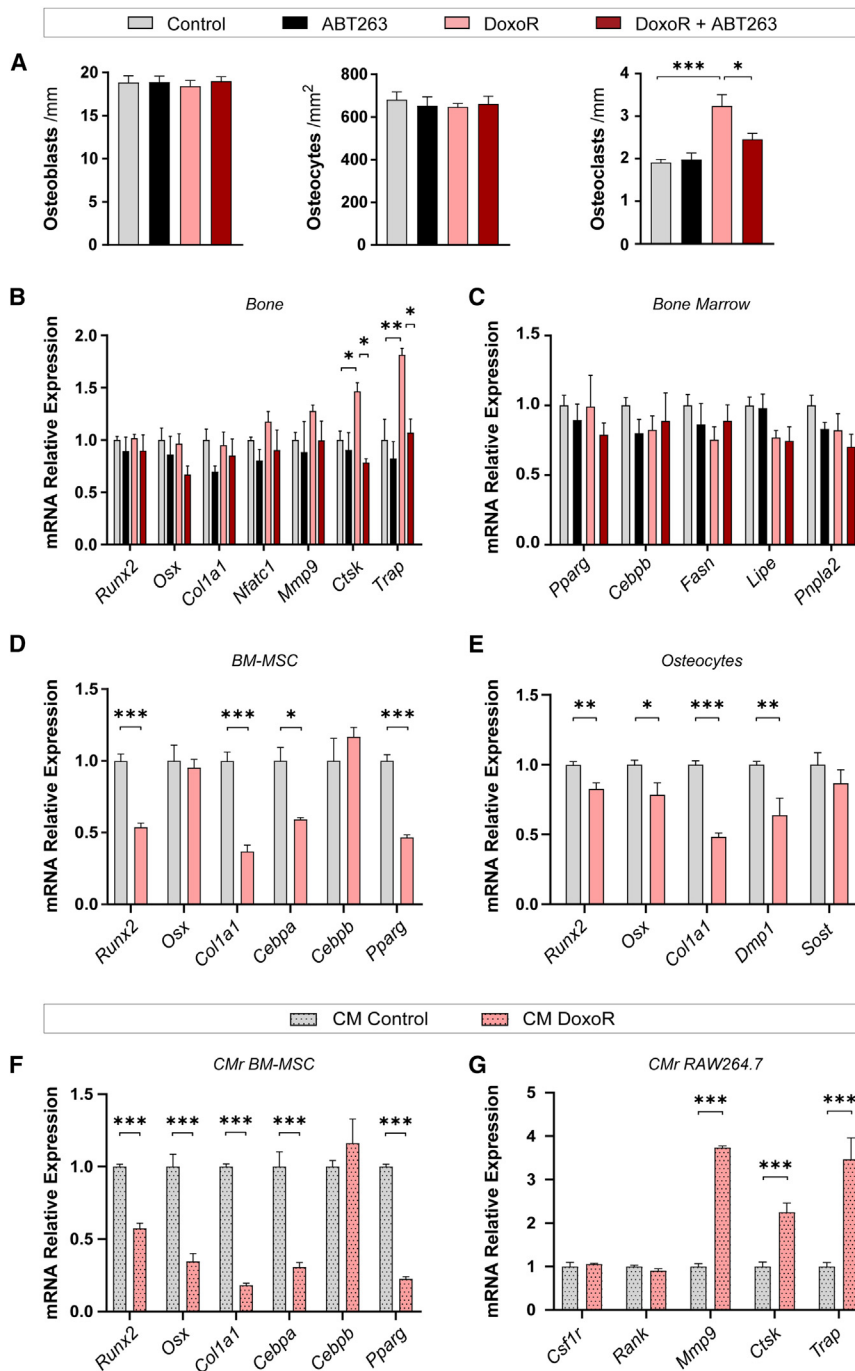 Control ABT263 DoxoR DoxoR + ABT263
A
Osteoblasts /mm
20
15
10
5
0
Osteocytes /mm2
800
600
400
200
0
Osteoclasts /mm
4
3
2
1
0
*** *
B
Bone
mRNA Relative Expression
2.0
1.5
1.0
0.5
0.0
* * ** *
Runx2 Osx Col1a1 Nfatc1 Mmp9 Ctsk Trap
C
Bone Marrow
mRNA Relative Expression
1.5
1.0
0.5
0.0
Pparg Cebpb Fasn Lipe Pnpla2
D
BM-MSC
mRNA Relative Expression
1.5
1.0
0.5
0.0
*** *** * ***
Runx2 Osx Col1a1 Cebpa Cebpb Pparg
E
Osteocytes
mRNA Relative Expression
1.5
1.0
0.5
0.0
** * *** **
Runx2 Osx Col1a1 Dmp1 Sost
CM Control CM DoxoR
F
CMr BM-MSC
mRNA Relative Expression
1.5
1.0
0.5
0.0
*** *** *** *** ***
Runx2 Osx Col1a1 Cebpa Cebpb Pparg
G
CMr RAW264.7
mRNA Relative Expression
5
4
3
2
1
0
*** *** ***
Csf1r Rank Mmp9 Ctsk Trap